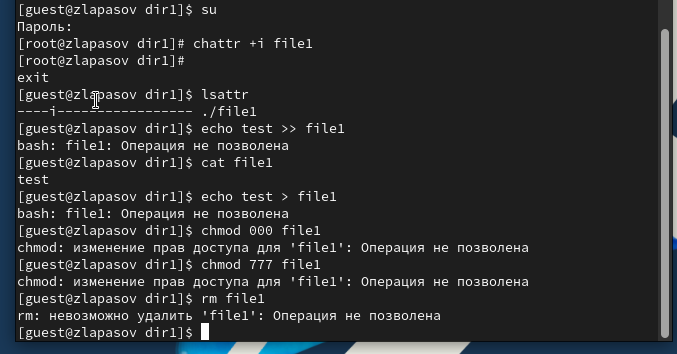 [guest@zlapasov dir1]$ su
Пароль:
[root@zlapasov dir1]# chattr +i file1
[root@zlapasov dir1]#
exit
[guest@zlapasov dir1]$ lsattr
----i----------------- ./file1
[guest@zlapasov dir1]$ echo test >> file1
bash: file1: Операция не позволена
[guest@zlapasov dir1]$ cat file1
test
[guest@zlapasov dir1]$ echo test > file1
bash: file1: Операция не позволена
[guest@zlapasov dir1]$ chmod 000 file1
chmod: изменение прав доступа для 'file1': Операция не позволена
[guest@zlapasov dir1]$ chmod 777 file1
chmod: изменение прав доступа для 'file1': Операция не позволена
[guest@zlapasov dir1]$ rm file1
rm: невозможно удалить 'file1': Операция не позволена
[guest@zlapasov dir1]$